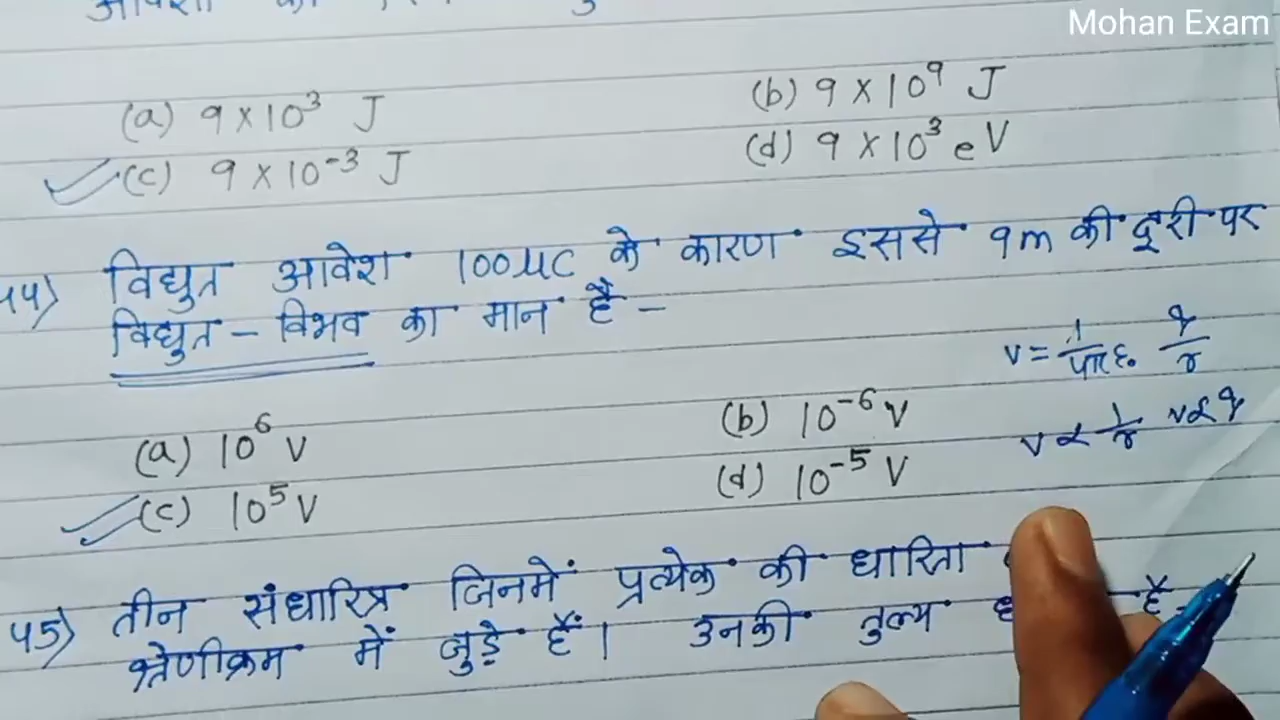 Mohan Exam
(a) 9 × 10³ J (b) 9 × 10⁹ J
(c) 9 × 10⁻³ J (d) 9 × 10³ eV
44) विद्युत आवेश 100μC के कारण इससे 9m की दूरी पर
विद्युत – विभव का मान है –
V = 1/4πε₀ q/r
(a) 10⁶ V (b) 10⁻⁶ V
V ∝ 1/r V ∝ q
(c) 10⁵ V (d) 10⁻⁵ V
45) तीन संधारित्र जिनमें प्रत्येक की धारिता
श्रेणीक्रम में जुड़े हैं। उनकी तुल्य है –